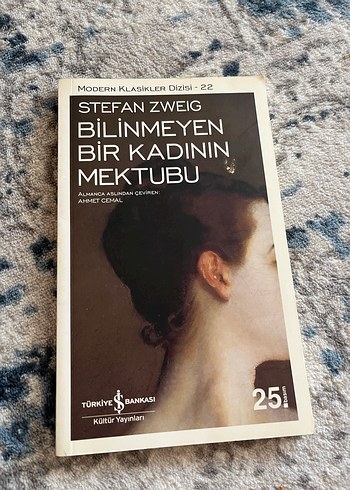 MODERN KLASİKLER DİZİSİ - 22
STEFAN ZWEIG
BİLİNMEYEN
BİR KADININ
MEKTUBU
ALMANCA ASLINDAN ÇEVİREN:
AHMET CEMAL
TÜRKİYE İŞ BANKASI
Kültür Yayınları
25.
basım